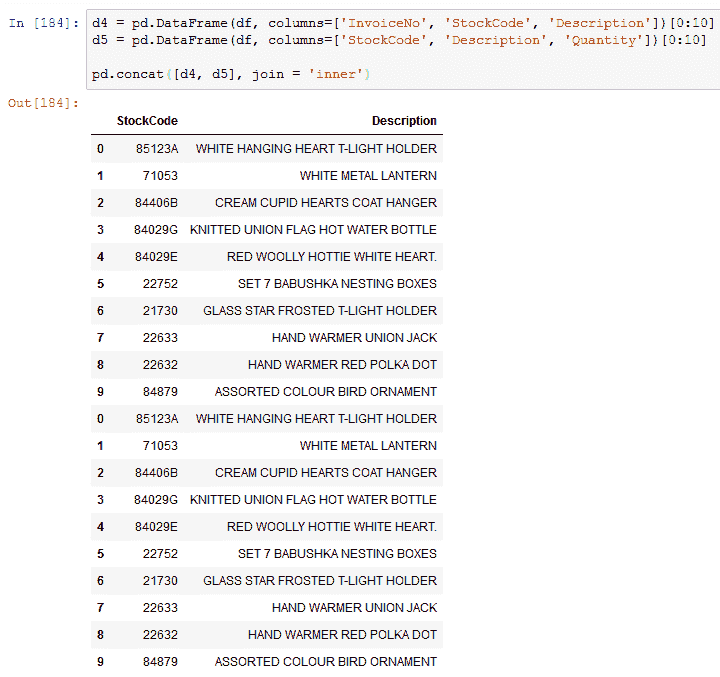 In [184]: d4 = pd.DataFrame(df, columns=['InvoiceNo', 'StockCode', 'Description'])[0:10]
d5 = pd.DataFrame(df, columns=['StockCode', 'Description', 'Quantity'])[0:10]
pd.concat([d4, d5], join = 'inner')
Out[184]:
StockCode Description
0 85123A WHITE HANGING HEART T-LIGHT HOLDER
1 71053 WHITE METAL LANTERN
2 84406B CREAM CUPID HEARTS COAT HANGER
3 84029G KNITTED UNION FLAG HOT WATER BOTTLE
4 84029E RED WOOLLY HOTTIE WHITE HEART.
5 22752 SET 7 BABUSHKA NESTING BOXES
6 21730 GLASS STAR FROSTED T-LIGHT HOLDER
7 22633 HAND WARMER UNION JACK
8 22632 HAND WARMER RED POLKA DOT
9 84879 ASSORTED COLOUR BIRD ORNAMENT
0 85123A WHITE HANGING HEART T-LIGHT HOLDER
1 71053 WHITE METAL LANTERN
2 84406B CREAM CUPID HEARTS COAT HANGER
3 84029G KNITTED UNION FLAG HOT WATER BOTTLE
4 84029E RED WOOLLY HOTTIE WHITE HEART.
5 22752 SET 7 BABUSHKA NESTING BOXES
6 21730 GLASS STAR FROSTED T-LIGHT HOLDER
7 22633 HAND WARMER UNION JACK
8 22632 HAND WARMER RED POLKA DOT
9 84879 ASSORTED COLOUR BIRD ORNAMENT